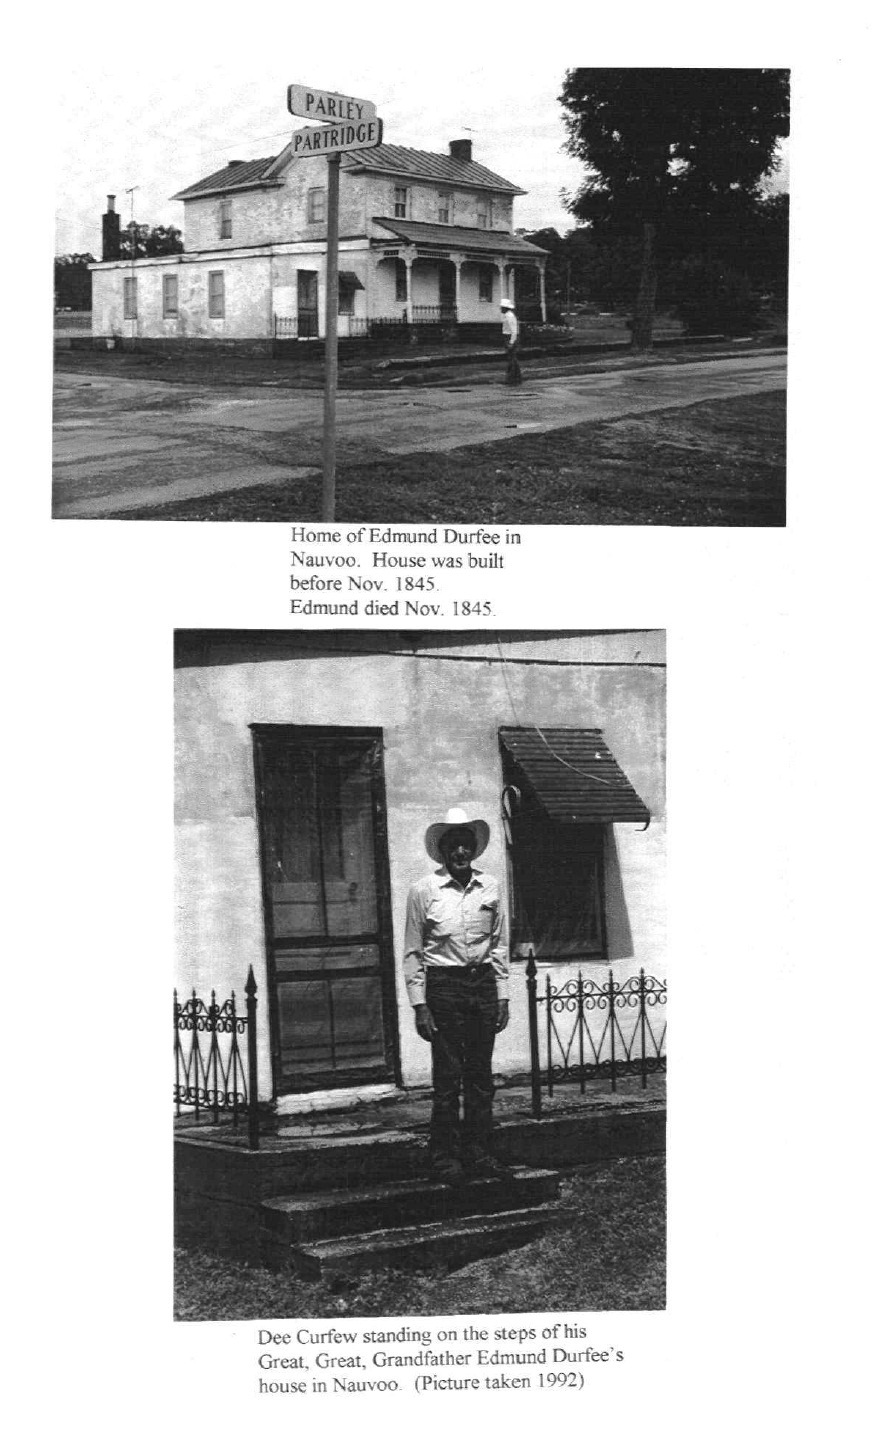 PARLEY
PARTRIDGE
Home of Edmund Durfee in
Nauvoo. House was built
before Nov. 1845.
Edmund died Nov. 1845.
Dee Curfew standing on the steps of his
Great, Great, Grandfather Edmund Durfee's
house in Nauvoo. (Picture taken 1992)